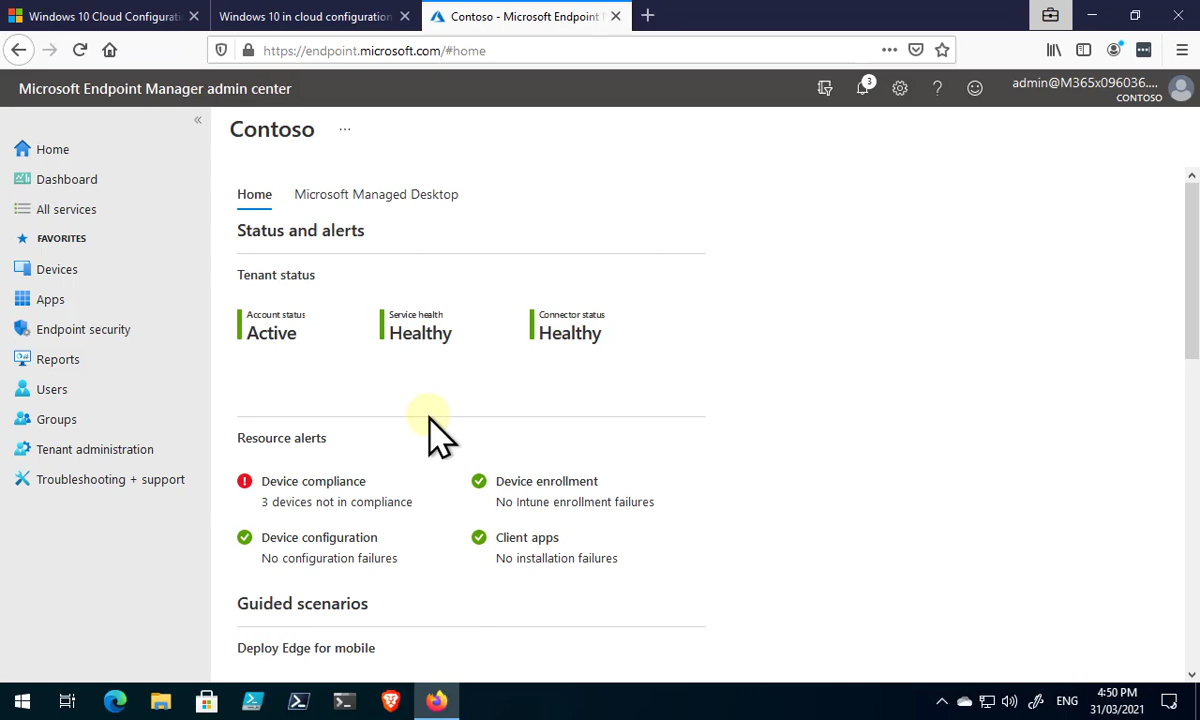 Windows 10 Cloud Configurati
Windows 10 in cloud configuration
Contoso - Microsoft Endpoint
https://endpoint.microsoft.com/#home
Microsoft Endpoint Manager admin center
3
admin@M365x096036....
CONTOSO
«
Home
Dashboard
All services
FAVORITES
Devices
Apps
Endpoint security
Reports
Users
Groups
Tenant administration
Troubleshooting + support
Contoso ...
Home Microsoft Managed Desktop
Status and alerts
Tenant status
Account status
Active
Service health
Healthy
Connector status
Healthy
Resource alerts
Device compliance
3 devices not in compliance
Device enrollment
No Intune enrollment failures
Device configuration
No configuration failures
Client apps
No installation failures
Guided scenarios
Deploy Edge for mobile
ENG
4:50 PM
31/03/2021